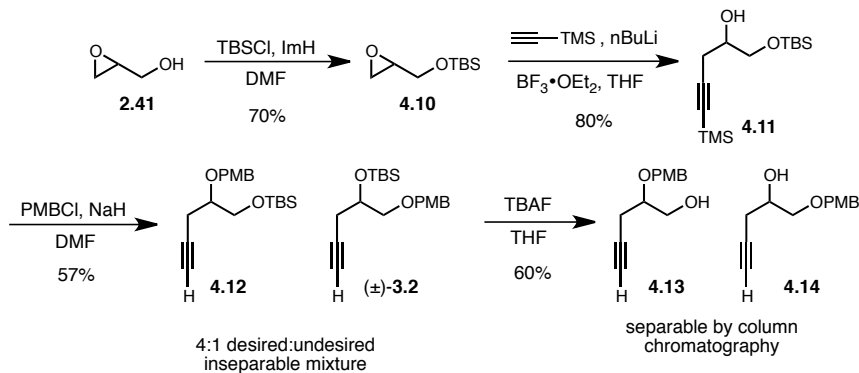 O
OH
2.41
TBSCl, ImH
DMF
70%
O
OTBS
4.10
TMS , nBuLi
BF3•OEt2, THF
80%
OH
OTBS
TMS
4.11
PMBCl, NaH
DMF
57%
OPMB
OTBS
H
4.12
OTBS
OPMB
H
(±)-3.2
4:1 desired:undesired
inseparable mixture
TBAF
THF
60%
OPMB
OH
H
4.13
OH
OPMB
H
4.14
separable by column
chromatography